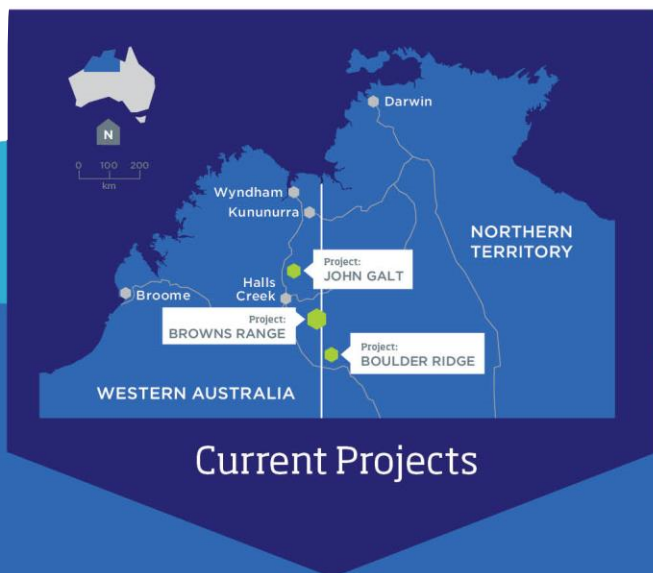 Darwin
N
0 100 200
km
Wyndham
Kununurra
NORTHERN
TERRITORY
Project:
JOHN GALT
Halls
Creek
Broome
Project:
BROWNS RANGE
Project:
BOULDER RIDGE
WESTERN AUSTRALIA
Current Projects